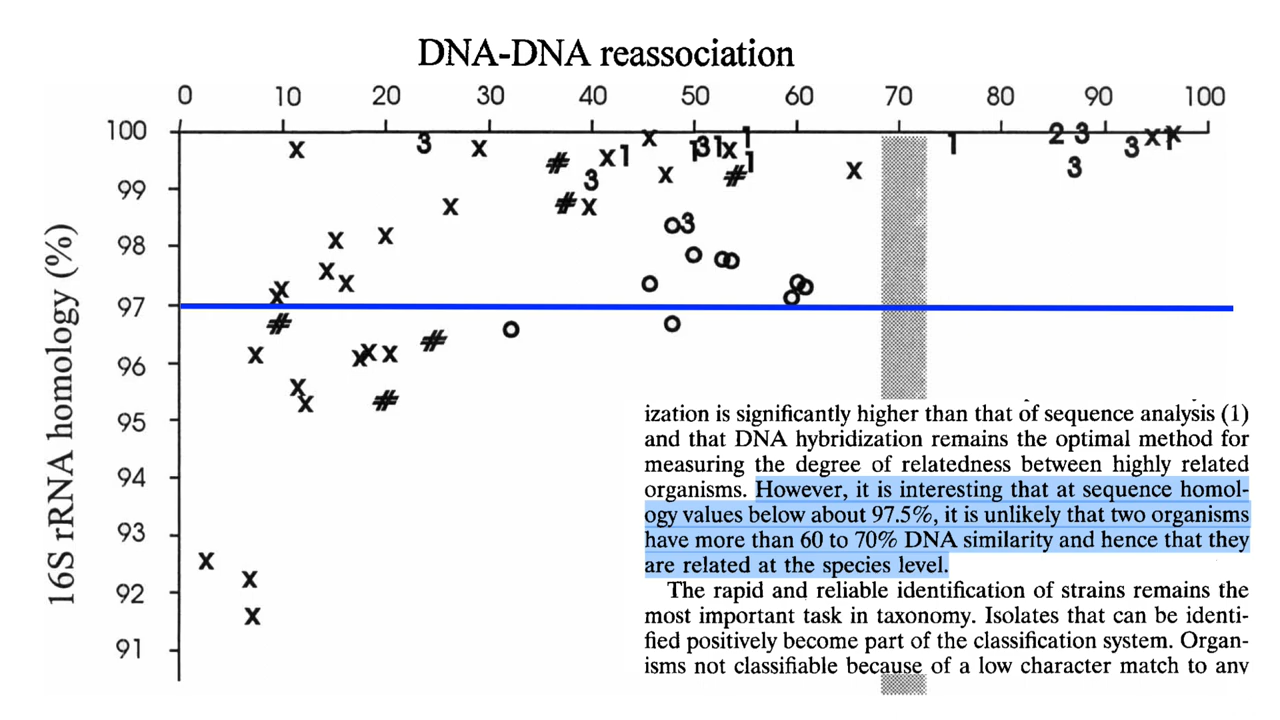 DNA-DNA reassociation
0 10 20 30 40 50 60 70 80 90 100
16S rRNA homology (%)
100
99
98
97
96
95
94
93
92
91
ization is significantly higher than that of sequence analysis (1)
and that DNA hybridization remains the optimal method for
measuring the degree of relatedness between highly related
organisms. However, it is interesting that at sequence homol-
ogy values below about 97.5%, it is unlikely that two organisms
have more than 60 to 70% DNA similarity and hence that they
are related at the species level.
The rapid and reliable identification of strains remains the
most important task in taxonomy. Isolates that can be identi-
fied positively become part of the classification system. Organ-
isms not classifiable because of a low character match to any